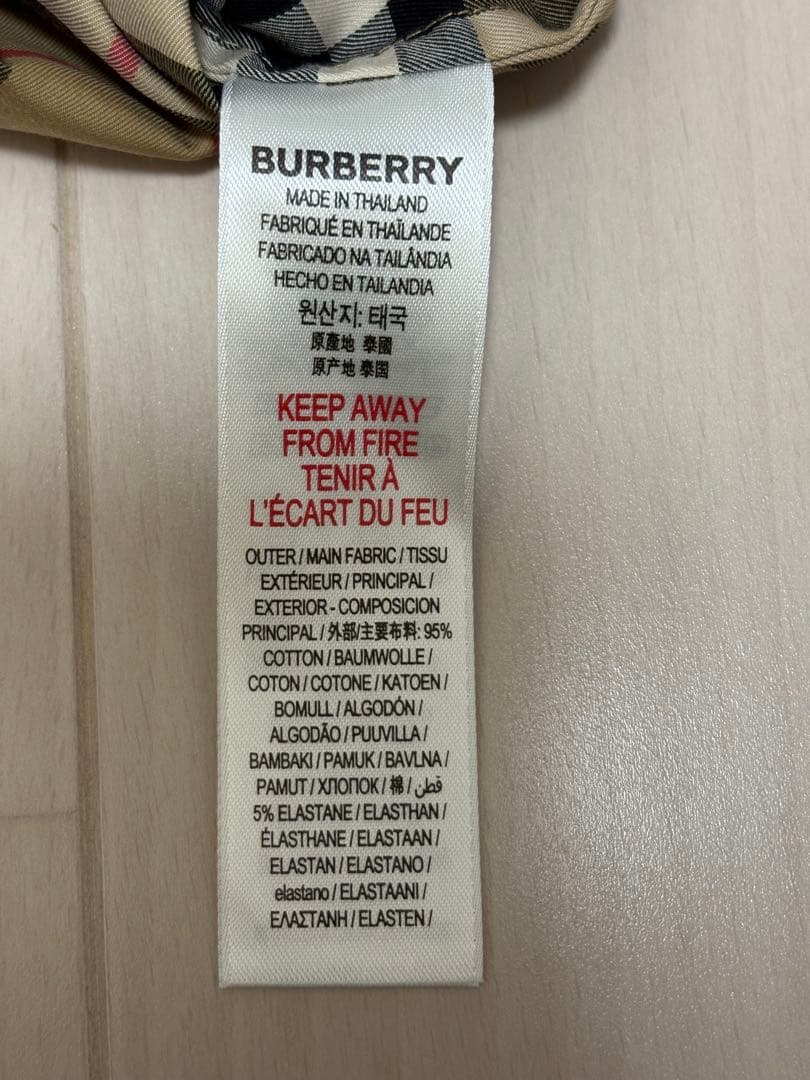 BURBERRY
MADE IN THAILAND
FABRIQUÉ EN THAÏLANDE
FABRICADO NA TAILÂNDIA
HECHO EN TAILANDIA
원산지: 태국
原產地 泰國
原产地 泰国
KEEP AWAY
FROM FIRE
TENIR À
L'ÉCART DU FEU
OUTER / MAIN FABRIC / TISSU
EXTÉRIEUR / PRINCIPAL /
EXTERIOR - COMPOSICION
PRINCIPAL / 外部/主要布料: 95%
COTTON / BAUMWOLLE /
COTON / COTONE / KATOEN /
BOMULL / ALGODÓN /
ALGODÃO / PUUVILLA /
BAMBAKI / PAMUK / BAVLNA /
PAMUT / ХЛОПОК / 棉 / قطن /
5% ELASTANE / ELASTHAN /
ÉLASTHANE / ELASTAAN /
ELASTAN / ELASTANO /
elastano / ELASTAANI /
ΕΛΑΣΤΑΝΗ / ELASTEN /